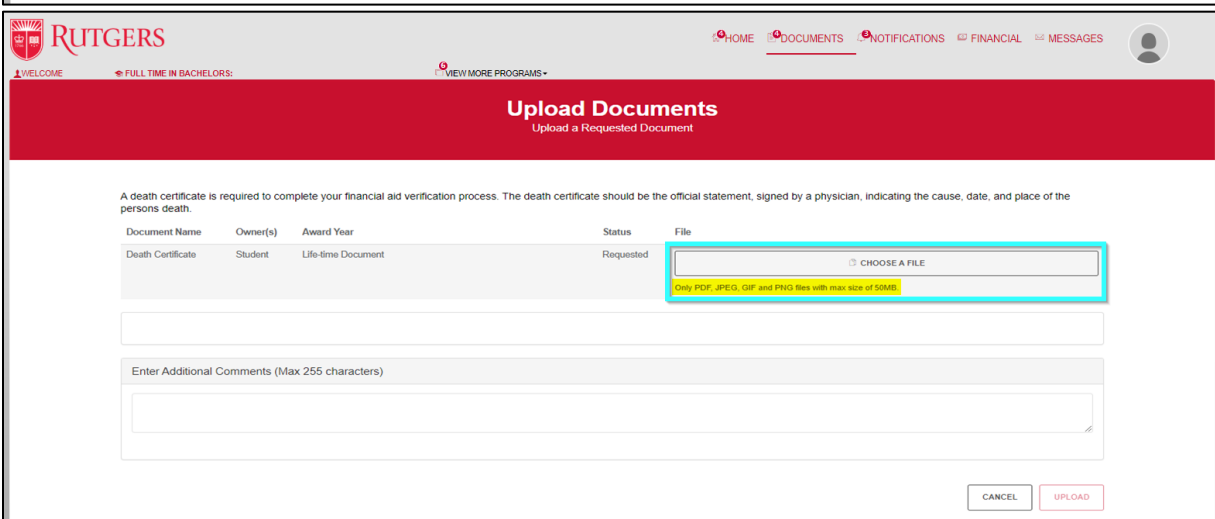 RUTGERS
4 HOME 4 DOCUMENTS 3 NOTIFICATIONS FINANCIAL MESSAGES
WELCOME FULL TIME IN BACHELORS: 6 VIEW MORE PROGRAMS
Upload Documents
Upload a Requested Document
A death certificate is required to complete your financial aid verification process. The death certificate should be the official statement, signed by a physician, indicating the cause, date, and place of the
persons death.
Document Name Owner(s) Award Year Status File
Death Certificate Student Life-time Document Requested CHOOSE A FILE
Only PDF, JPEG, GIF and PNG files with max size of 50MB.
Enter Additional Comments (Max 255 characters)
CANCEL UPLOAD